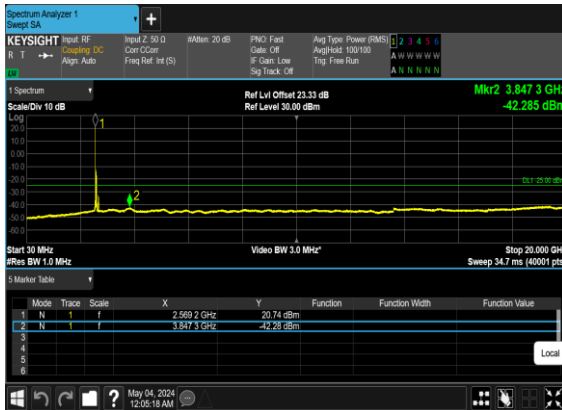 Spectrum Analyzer 1
Swept SA
+
KEYSIGHT Input: RF Input Z: 50 Ω #Atten: 20 dB PNO: Fast Avg Type: Power (RMS) 1 2 3 4 5 6
R T Coupling: DC Corr CCorr Gate: Off Avg|Hold: 100/100 A W W W W W
Align: Auto Freq Ref: Int (S) IF Gain: Low Trig: Free Run
Sig Track: Off A N N N N N
1 Spectrum
Scale/Div 10 dB
Ref Lvl Offset 23.33 dB
Ref Level 30.00 dBm
Mkr2 3.847 3 GHz
-42.285 dBm
Log
20.0
10.0
0.00
-10.0
-20.0
-30.0
-40.0
-50.0
-60.0
1
2
DL1 -25.00 dBm
Start 30 MHz Video BW 3.0 MHz* Stop 20.000 GHz
#Res BW 1.0 MHz Sweep 34.7 ms (40001 pts)
5 Marker Table
Mode Trace Scale X Y Function Function Width Function Value
1 N 1 f 2.569 2 GHz 20.74 dBm
2 N 1 f 3.847 3 GHz -42.28 dBm
3
4
5
6
Local
?
May 04, 2024
12:05:18 AM